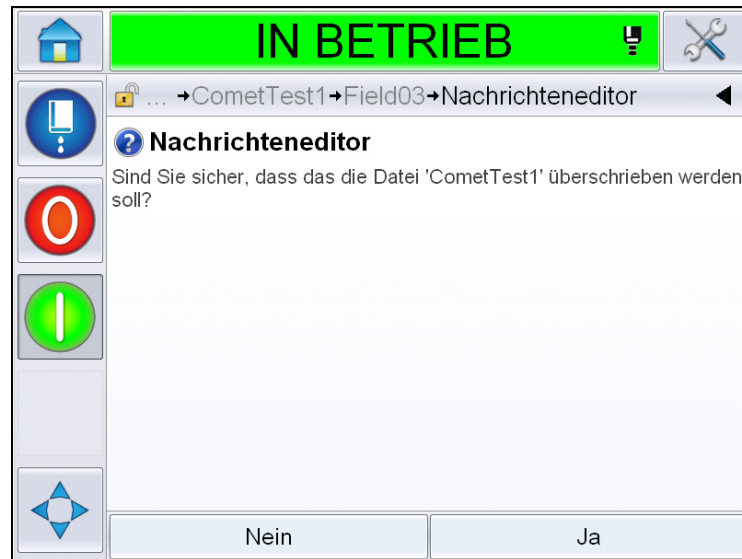 IN BETRIEB
... →CometTest1→Field03→Nachrichteneditor
Nachrichteneditor
Sind Sie sicher, dass das die Datei 'CometTest1' überschrieben werden
soll?
Nein
Ja